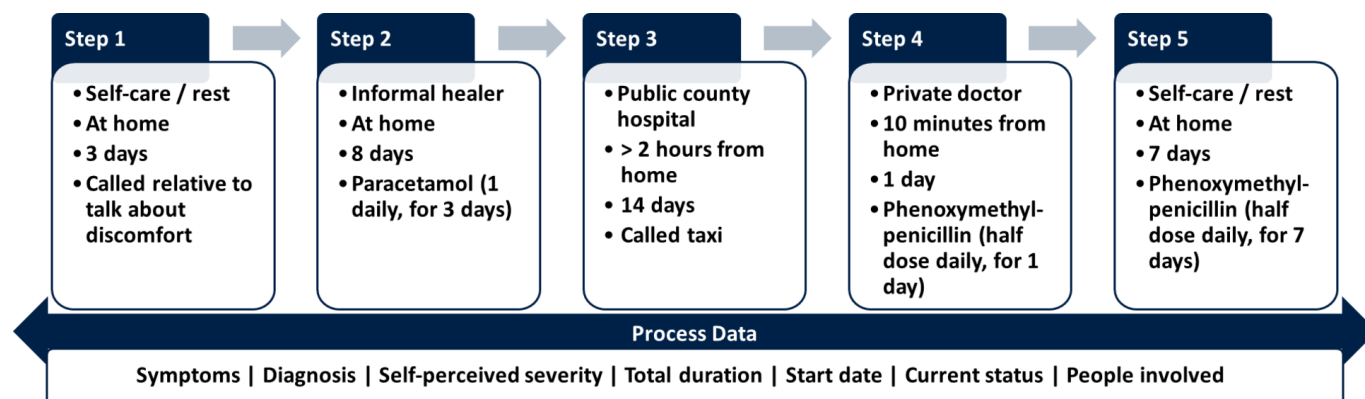 Step 1
• Self-care / rest
• At home
• 3 days
• Called relative to
talk about
discomfort
Step 2
• Informal healer
• At home
• 8 days
• Paracetamol (1
daily, for 3 days)
Step 3
• Public county
hospital
• > 2 hours from
home
• 14 days
• Called taxi
Step 4
• Private doctor
• 10 minutes from
home
• 1 day
• Phenoxymethyl-
penicillin (half
dose daily, for 1
day)
Step 5
• Self-care / rest
• At home
• 7 days
• Phenoxymethyl-
penicillin (half
dose daily, for 7
days)
Process Data
Symptoms | Diagnosis | Self-perceived severity | Total duration | Start date | Current status | People involved